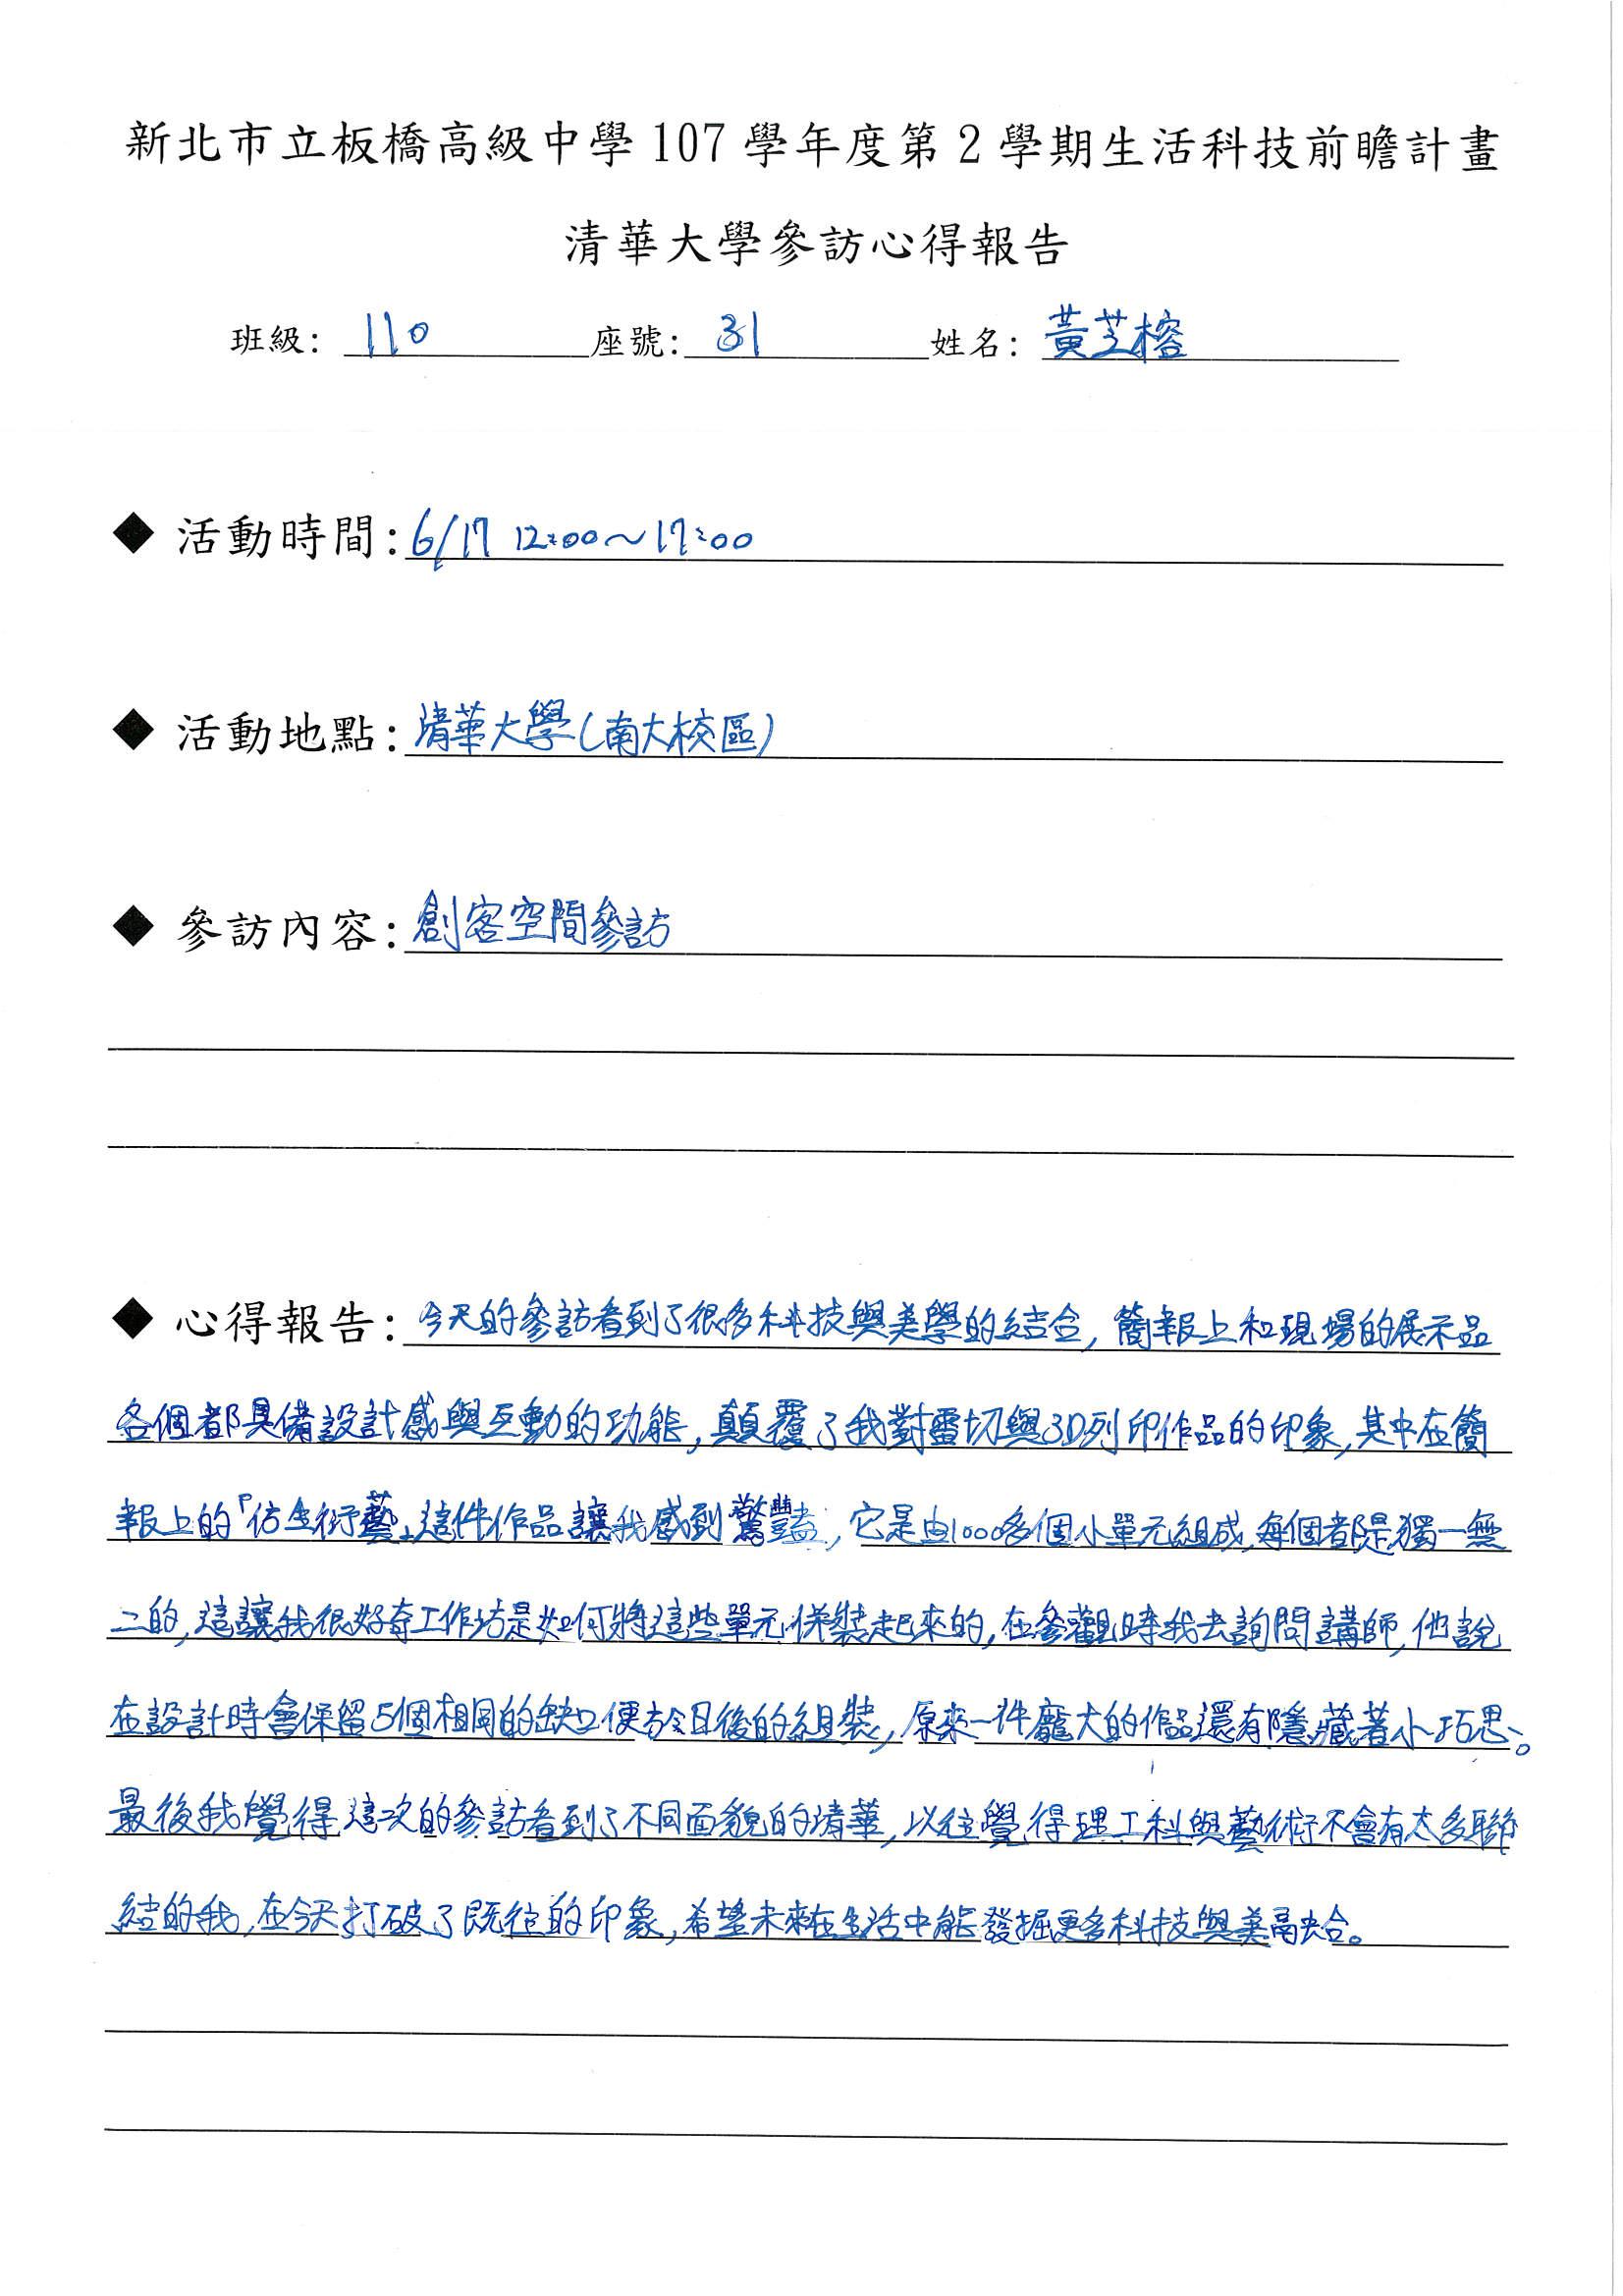 新北市立板橋高級中學 107 學年度第 2 學期生活科技前瞻計畫
清華大學參訪心得報告
班級: 110 座號: 31 姓名: 黃芝榕
◆ 活動時間: 6/17 12:00~17:00
◆ 活動地點: 清華大學(南大校區)
◆ 參訪內容: 創客空間參訪
◆ 心得報告: 今天的參訪看到了很多科技與美學的結合, 簡報上和現場的展示品
各個都具備設計感與互動的功能, 顛覆了我對雷切與3D列印作品的印象, 其中在簡
報上的「仿生術藝」這件作品讓我感到驚豔, 它是由1000多個小單元組成, 每個都是獨一無
二的, 這讓我很好奇工作坊是如何將這些單元併裝起來的, 在參觀時我去詢問講師, 他說
在設計時會保留5個相同的缺口便於日後的組裝, 原來一件龐大的作品還有隱藏著小巧思。
最後我覺得這次的參訪看到了不同面貌的清華, 以往覺得理工科與藝術不會有太多聯
結的我, 在今天打破了既往的印象, 希望未來在生活中能發掘更多科技與美融合。